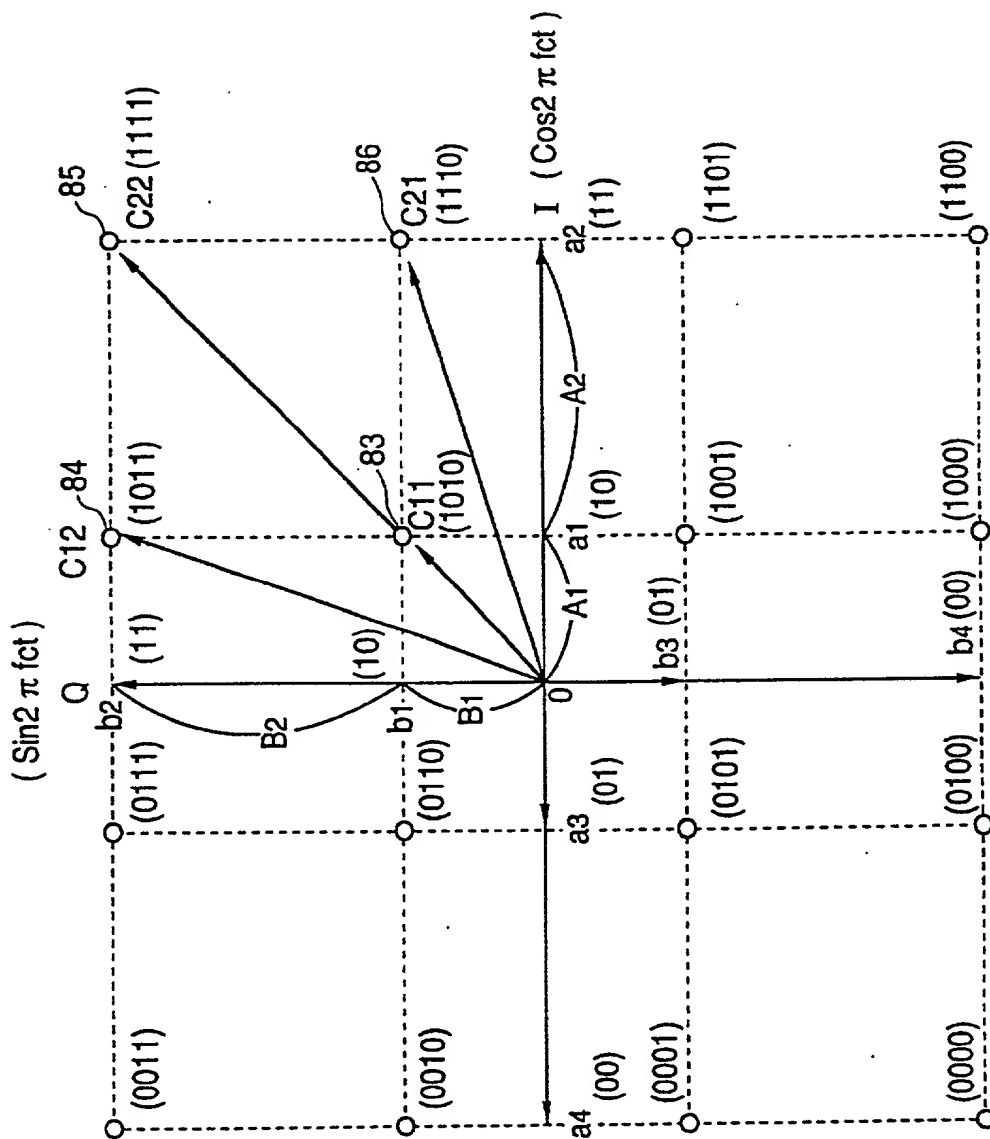 ( Sin2 π fct )
Q
C12
84
85
b2
(11)
(1011)
C22 (1111)
(0011)
(0111)
B2
83
86
b1
(10)
C11
(1010)
C21
(1110)
(0010)
(0110)
B1
0
A1
A2
I ( Cos2 π fct )
a4
(00)
a3
(01)
a1
(10)
a2
(11)
b3 (01)
(0001)
(0101)
(1001)
(1101)
b4 (00)
(0000)
(0100)
(1000)
(1100)